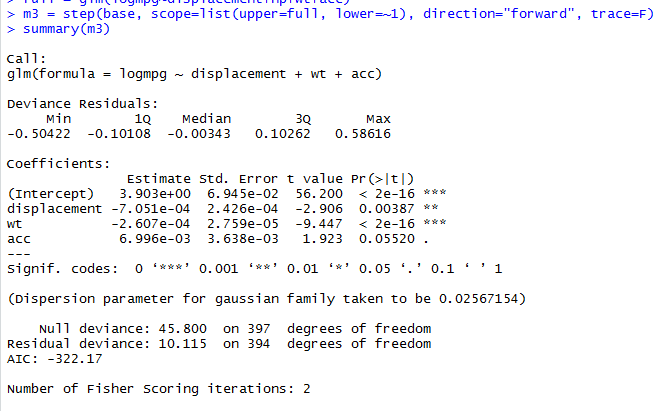 > m3 = step(base, scope=list(upper=full, lower=~1), direction="forward", trace=F)
> summary(m3)
Call:
glm(formula = logmpg ~ displacement + wt + acc)
Deviance Residuals:
     Min       1Q   Median       3Q      Max
-0.50422 -0.10108 -0.00343  0.10262  0.58616
Coefficients:
               Estimate Std. Error t value Pr(>|t|)
(Intercept)   3.903e+00  6.945e-02  56.200  < 2e-16 ***
displacement -7.051e-04  2.426e-04  -2.906  0.00387 **
wt           -2.607e-04  2.759e-05  -9.447  < 2e-16 ***
acc           6.996e-03  3.638e-03   1.923  0.05520 .
---
Signif. codes:  0 ‘***’ 0.001 ‘**’ 0.01 ‘*’ 0.05 ‘.’ 0.1 ‘ ’ 1
(Dispersion parameter for gaussian family taken to be 0.02567154)
    Null deviance: 45.800  on 397  degrees of freedom
Residual deviance: 10.115  on 394  degrees of freedom
AIC: -322.17
Number of Fisher Scoring iterations: 2